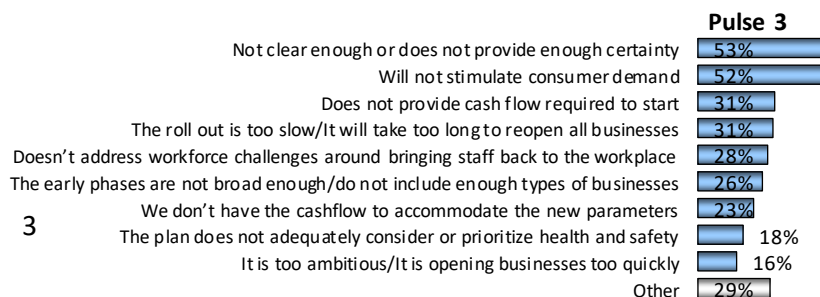 Pulse 3
Not clear enough or does not provide enough certainty 53%
Will not stimulate consumer demand 52%
Does not provide cash flow required to start 31%
The roll out is too slow/It will take too long to reopen all businesses 31%
Doesn't address workforce challenges around bringing staff back to the workplace 28%
The early phases are not broad enough/do not include enough types of businesses 26%
We don't have the cashflow to accommodate the new parameters 23%
3
The plan does not adequately consider or prioritize health and safety 18%
It is too ambitious/It is opening businesses too quickly 16%
Other 29%